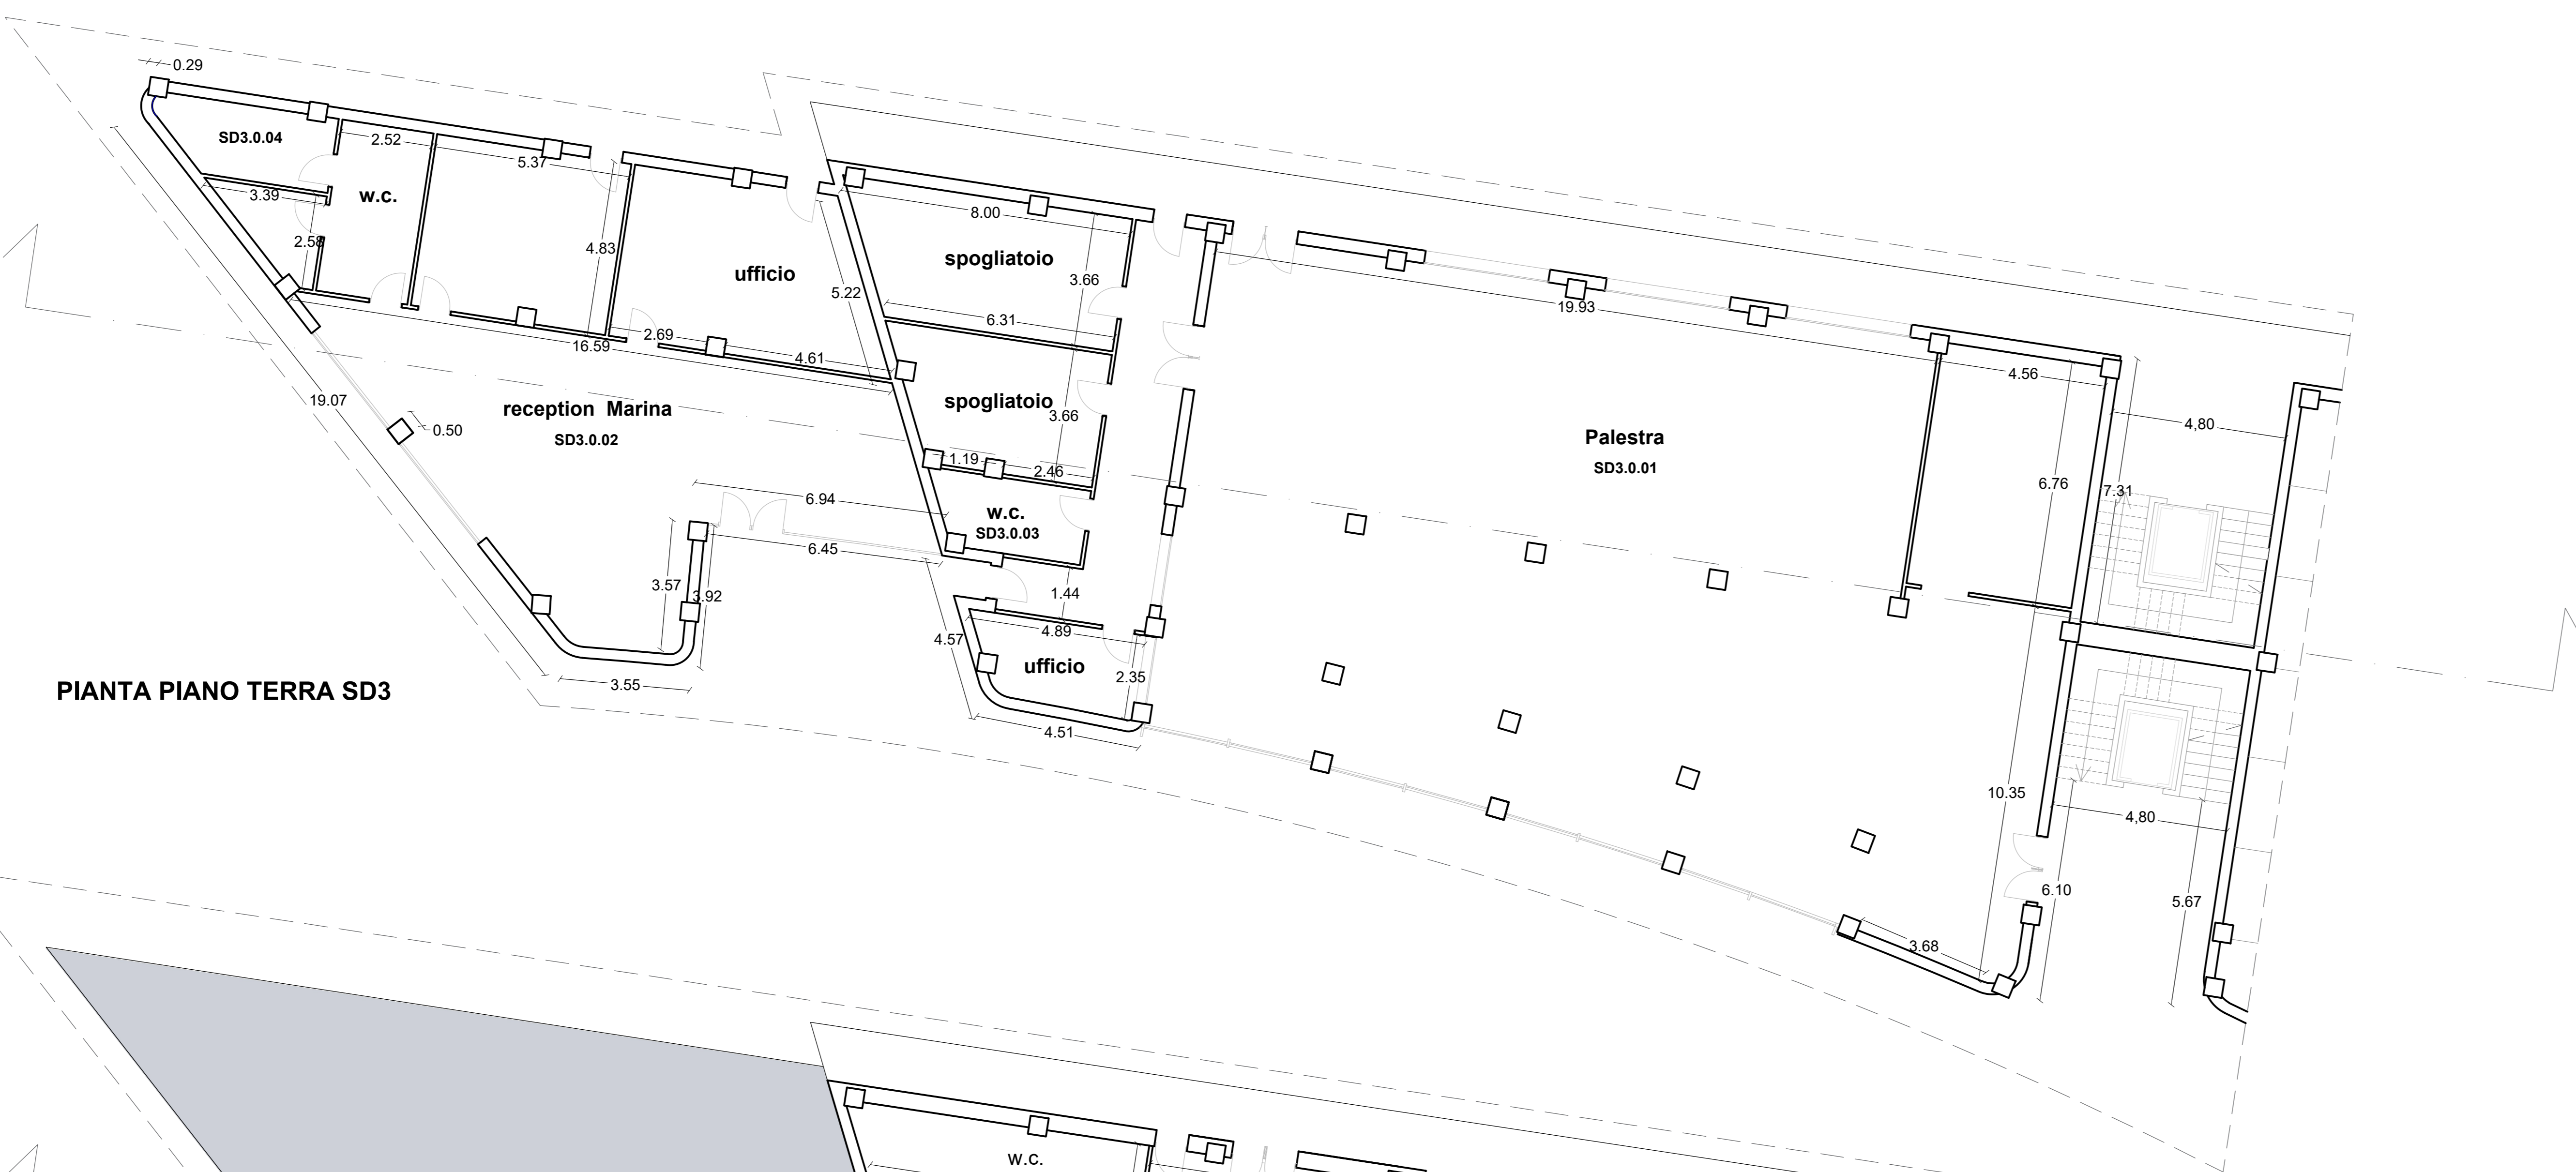 0.29
SD3.0.04
2.52
5.37
3.39
w.c.
2.58
4.83
ufficio
5.22
8.00
spogliatoio
3.66
6.31
2.69
4.61
16.59
19.93
4.56
19.07
0.50
reception Marina
SD3.0.02
spogliatoio
3.66
1.19
2.46
Palestra
SD3.0.01
4,80
6.76
7.31
6.94
w.c.
SD3.0.03
6.45
3.57
3.92
1.44
4.57
4.89
ufficio
2.35
3.55
4.51
PIANTA PIANO TERRA SD3
10.35
4,80
6.10
5.67
3.68
w.c.